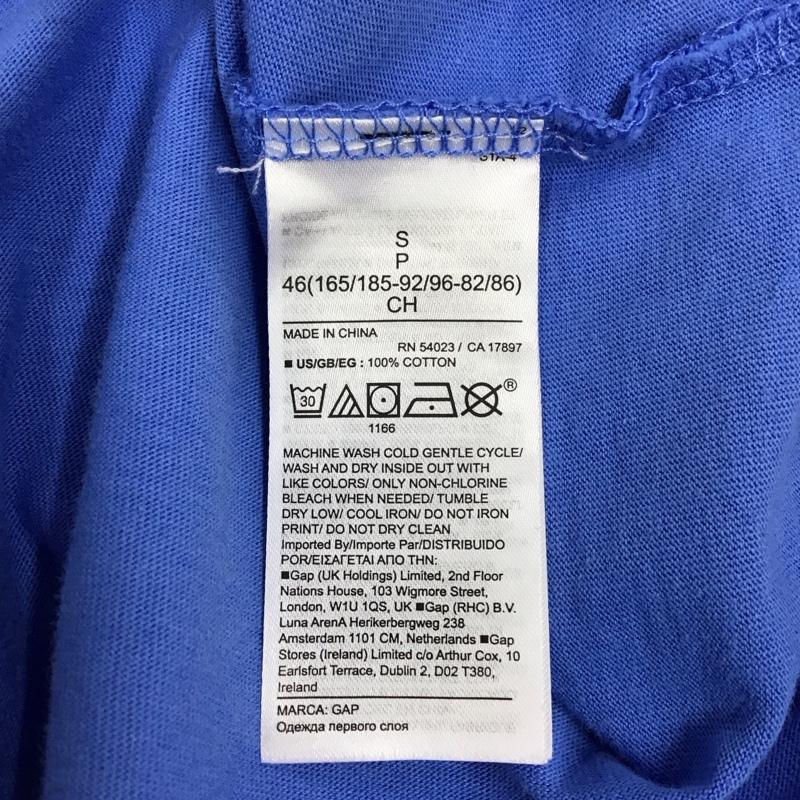 S
P
46(165/185-92/96-82/86)
CH
MADE IN CHINA
RN 54023 / CA 17897
■ US/GB/EG : 100% COTTON
30
®
1166
MACHINE WASH COLD GENTLE CYCLE/
WASH AND DRY INSIDE OUT WITH
LIKE COLORS/ ONLY NON-CHLORINE
BLEACH WHEN NEEDED/ TUMBLE
DRY LOW/ COOL IRON/ DO NOT IRON
PRINT/ DO NOT DRY CLEAN
Imported By/Importe Par/DISTRIBUIDO
POR/ΕΙΣΑΓΕΤΑΙ ΑΠΟ ΤΗΝ:
■Gap (UK Holdings) Limited, 2nd Floor
Nations House, 103 Wigmore Street,
London, W1U 1QS, UK ■Gap (RHC) B.V.
Luna ArenA Herikerbergweg 238
Amsterdam 1101 CM, Netherlands ■Gap
Stores (Ireland) Limited c/o Arthur Cox, 10
Earlsfort Terrace, Dublin 2, D02 T380,
Ireland
MARCA: GAP
Одежда первого слоя